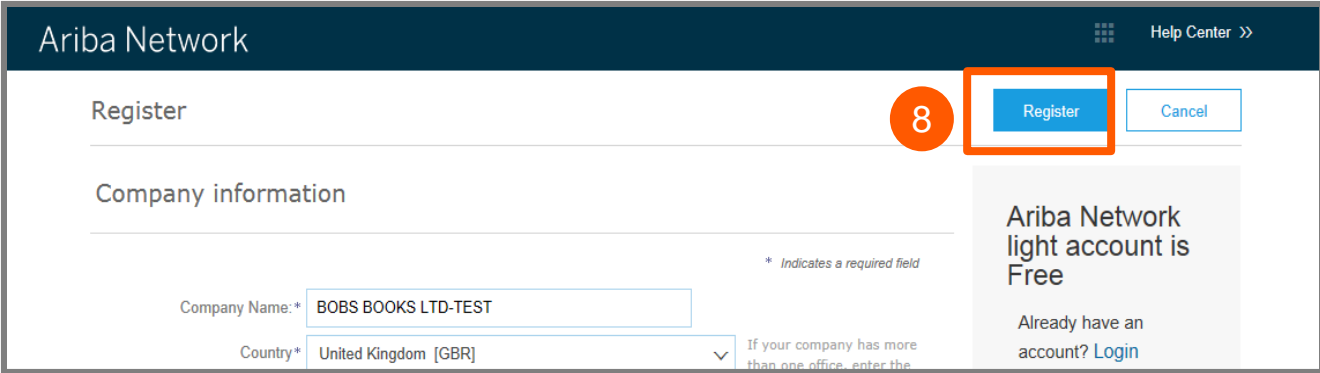 Ariba Network
Help Center >>
Register
8
Register
Cancel
Company information
* Indicates a required field
Company Name:*
BOBS BOOKS LTD-TEST
Country*
United Kingdom [GBR]
If your company has more
than one office, enter the
Ariba Network
light account is
Free
Already have an
account? Login